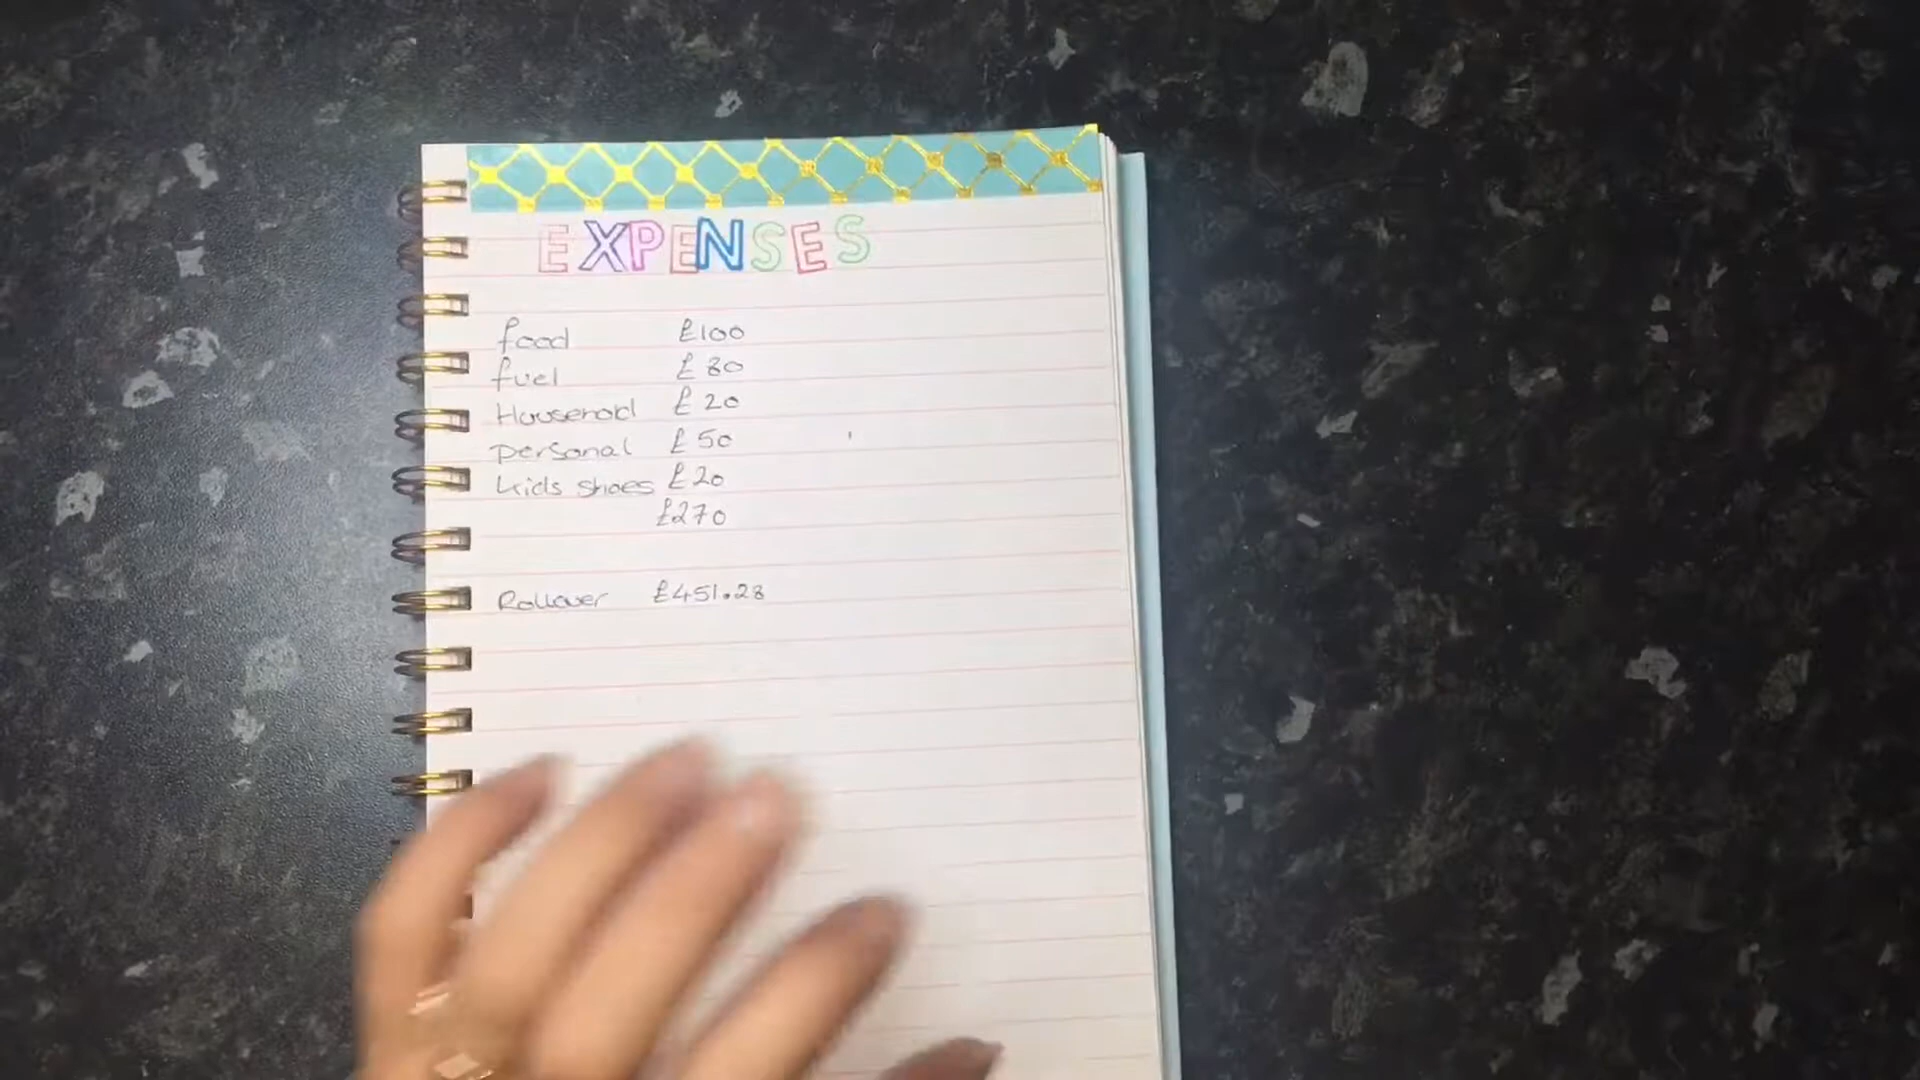 EXPENSES
food £100
fuel £80
Household £20
personal £50
kids shoes £20
£270
Rollover £451.28